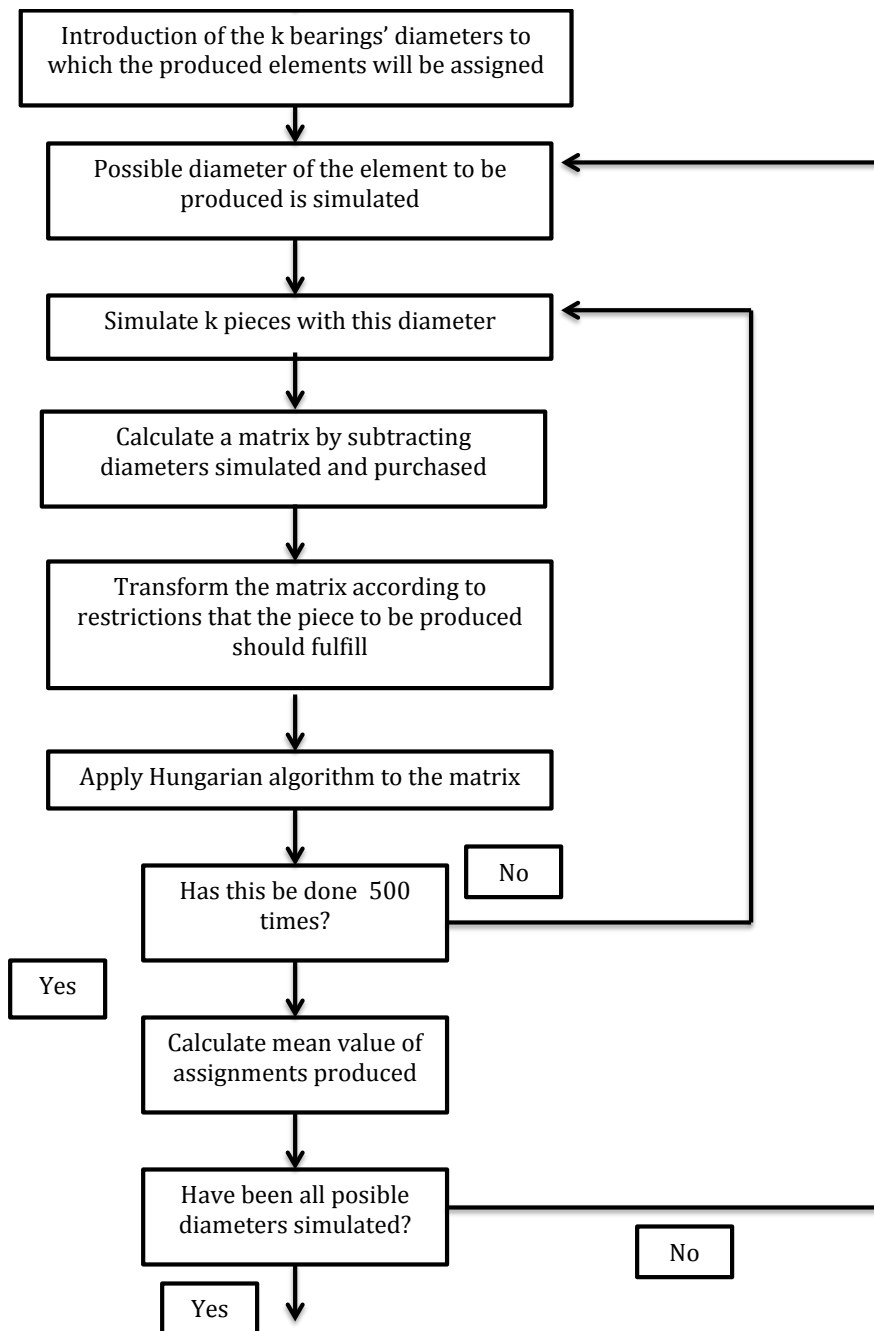 Introduction of the k bearings’ diameters to
which the produced elements will be assigned
Possible diameter of the element to be
produced is simulated
Simulate k pieces with this diameter
Calculate a matrix by subtracting
diameters simulated and purchased
Transform the matrix according to
restrictions that the piece to be produced
should fulfill
Apply Hungarian algorithm to the matrix
No
Has this be done 500
times?
Yes
Calculate mean value of
assignments produced
Have been all posible
diameters simulated?
No
Yes